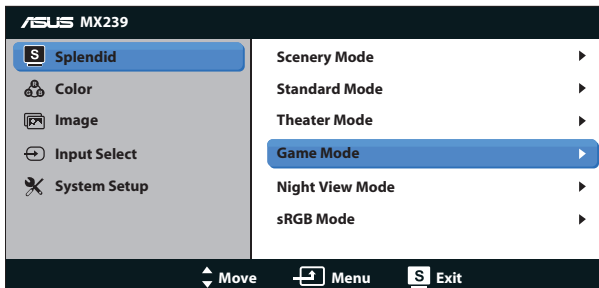 ASUS MX239
S Splendid
Color
Image
Input Select
System Setup
Scenery Mode
Standard Mode
Theater Mode
Game Mode
Night View Mode
sRGB Mode
Move Menu S Exit